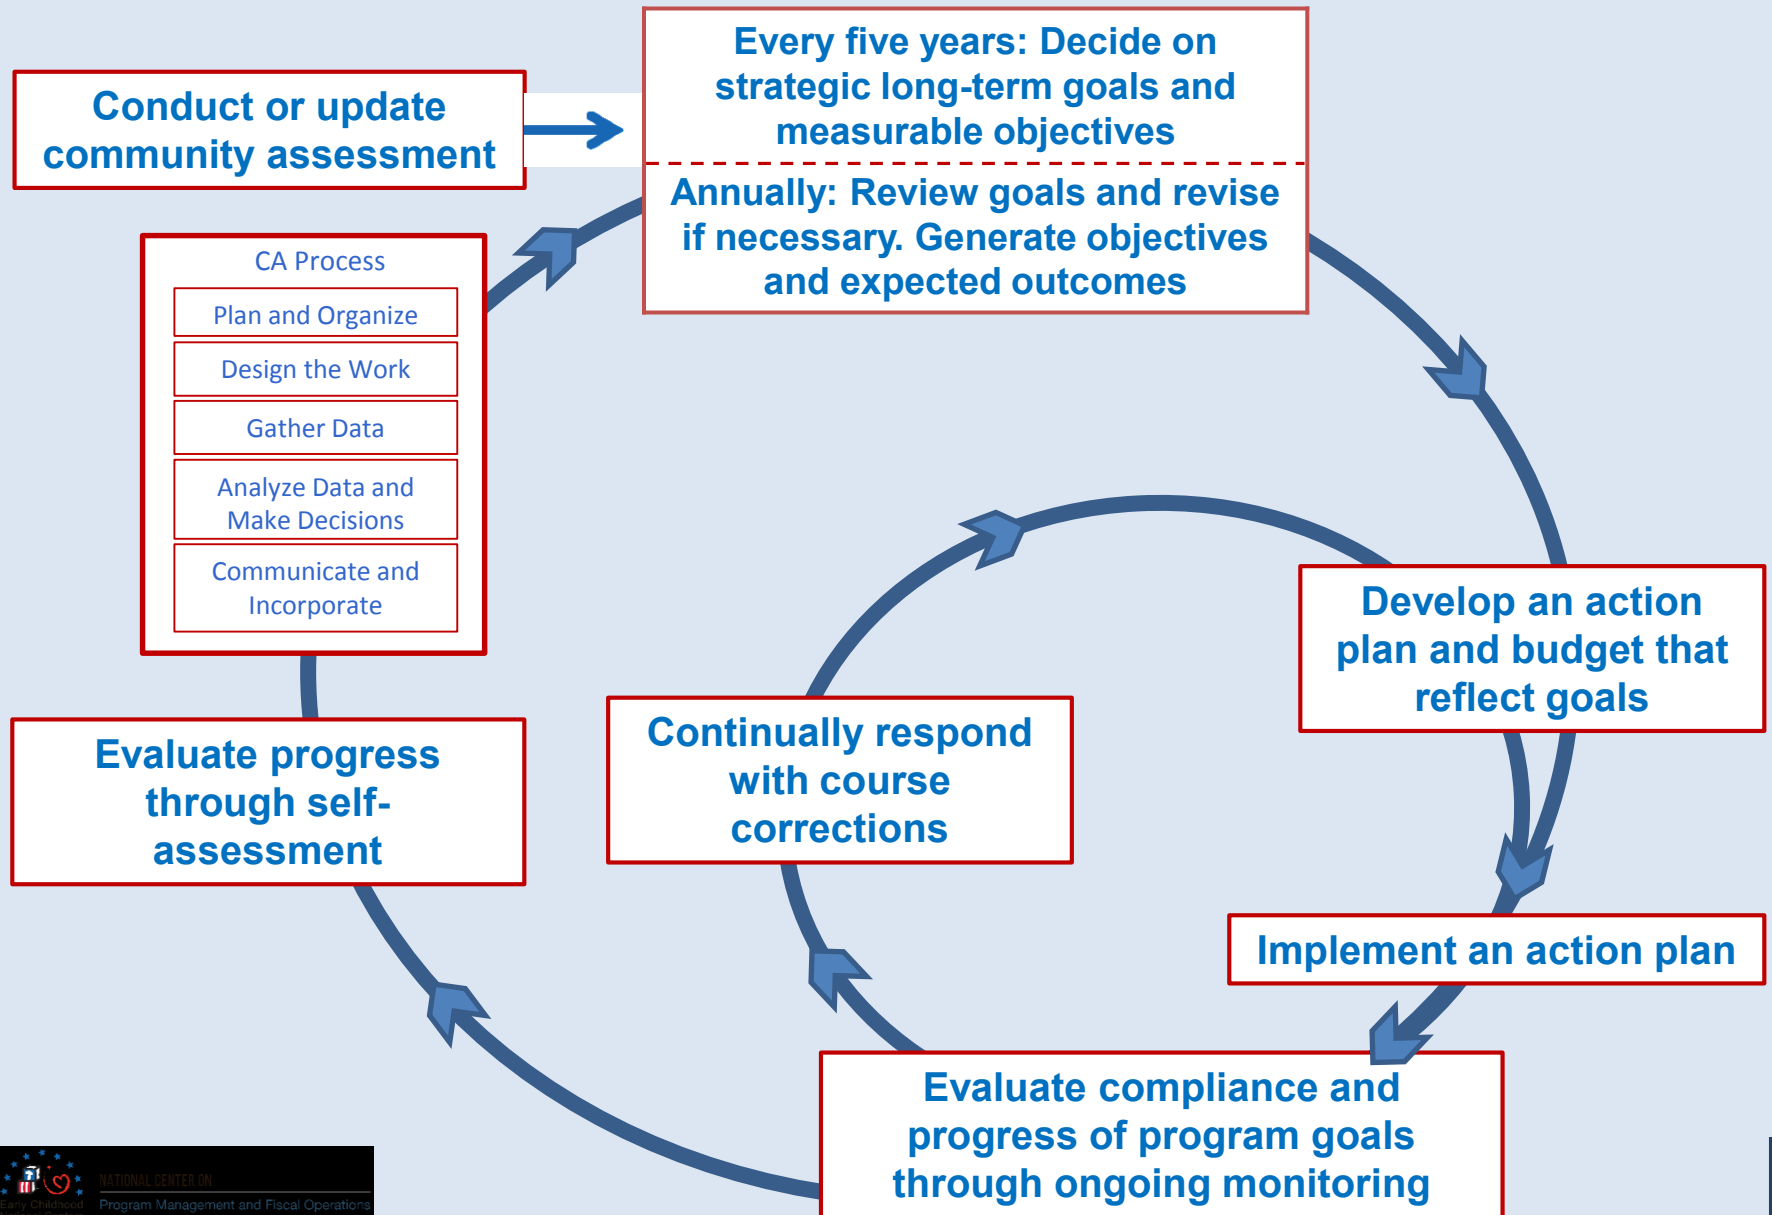 Every five years: Decide on
strategic long-term goals and
measurable objectives
Conduct or update
community assessment
Annually: Review goals and revise
if necessary. Generate objectives
and expected outcomes
CA Process
Plan and Organize
Design the Work
Gather Data
Analyze Data and
Make Decisions
Communicate and
Incorporate
Develop an action
plan and budget that
reflect goals
Continually respond
with course
corrections
Evaluate progress
through self-
assessment
Implement an action plan
Evaluate compliance and
progress of program goals
through ongoing monitoring
NATIONAL CENTER ON
Early Childhood
Program Management and Fiscal Operations